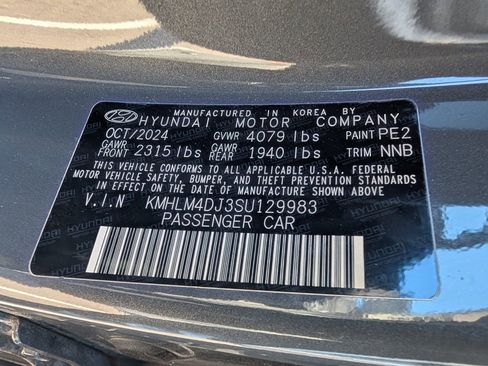 MANUFACTURED IN KOREA BY
HYUNDAI MOTOR COMPANY
OCT/2024 GVWR 4079 lbs PAINT PE2
GAWR FRONT 2315 lbs GAWR REAR 1940 lbs TRIM NNB
THIS VEHICLE CONFORMS TO ALL APPLICABLE U.S.A. FEDERAL
MOTOR VEHICLE SAFETY, BUMPER, AND THEFT PREVENTION STANDARDS
IN EFFECT ON THE DATE OF MANUFACTURE SHOWN ABOVE.
V.I.N KMHLM4DJ3SU129983
PASSENGER CAR